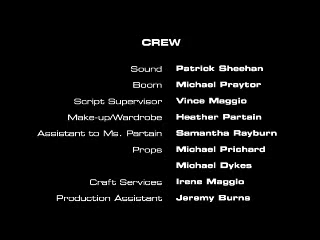 CREW
Sound Patrick Sheehan
Boom Michael Praytor
Script Supervisor Vince Maggio
Make-up/Wardrobe Heather Partain
Assistant to Ms. Partain Samantha Rayburn
Props Michael Prichard
Michael Dykes
Craft Services Irene Maggio
Production Assistant Jeremy Burns